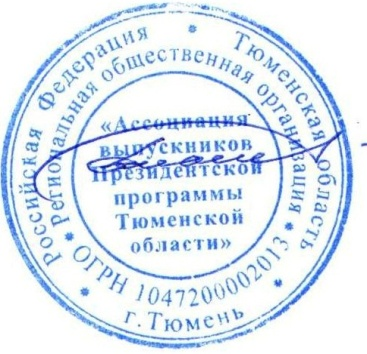 Российская Федерация * Тюменская область
* Региональная общественная организация *
«Ассоциация
выпускников
Президентской
программы
Тюменской
области»
ОГРН 1047200002013
* г.Тюмень *